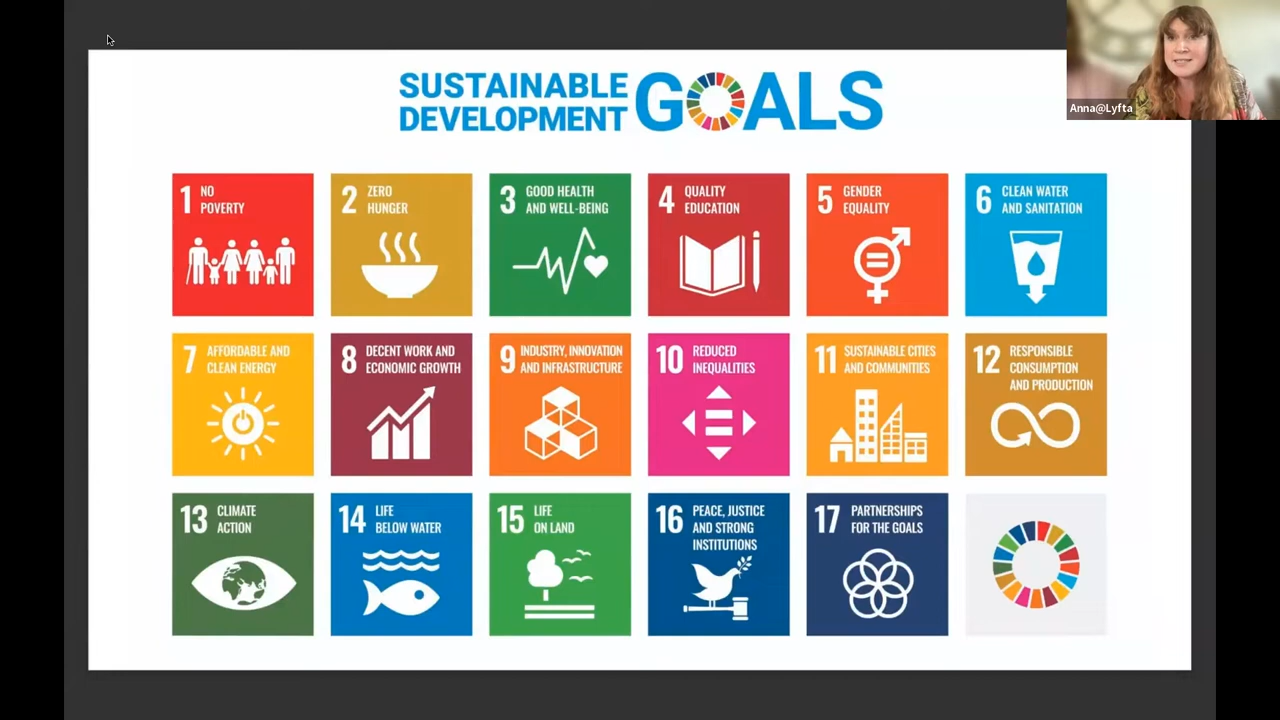 SUSTAINABLE
DEVELOPMENT
GOALS
Anna@Lyfta
1 NO
POVERTY
2 ZERO
HUNGER
3 GOOD HEALTH
AND WELL-BEING
4 QUALITY
EDUCATION
5 GENDER
EQUALITY
6 CLEAN WATER
AND SANITATION
7 AFFORDABLE AND
CLEAN ENERGY
8 DECENT WORK AND
ECONOMIC GROWTH
9 INDUSTRY, INNOVATION
AND INFRASTRUCTURE
10 REDUCED
INEQUALITIES
11 SUSTAINABLE CITIES
AND COMMUNITIES
12 RESPONSIBLE
CONSUMPTION
AND PRODUCTION
13 CLIMATE
ACTION
14 LIFE
BELOW WATER
15 LIFE
ON LAND
16 PEACE, JUSTICE
AND STRONG
INSTITUTIONS
17 PARTNERSHIPS
FOR THE GOALS